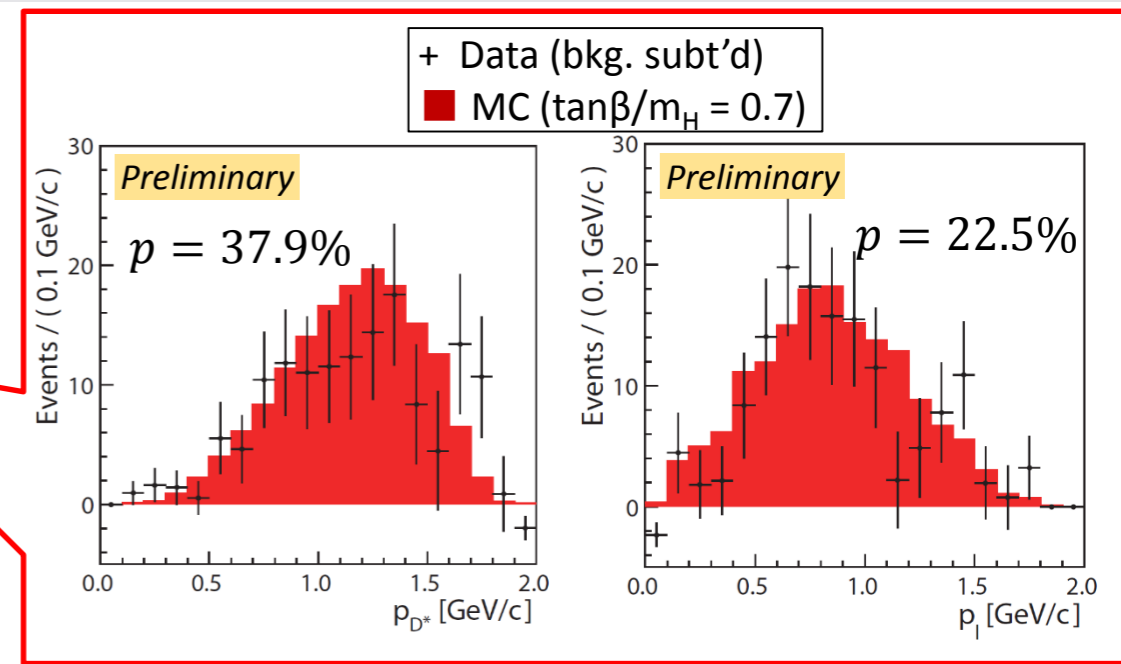 + Data (bkg. subt'd)
MC (tanβ/m_H = 0.7)
Preliminary
p = 37.9%
Events / ( 0.1 GeV/c )
30
20
10
0
0.0 0.5 1.0 1.5 2.0
p_D* [GeV/c]
Preliminary
p = 22.5%
Events / ( 0.1 GeV/c )
30
20
10
0
0.0 0.5 1.0 1.5 2.0
p_l [GeV/c]